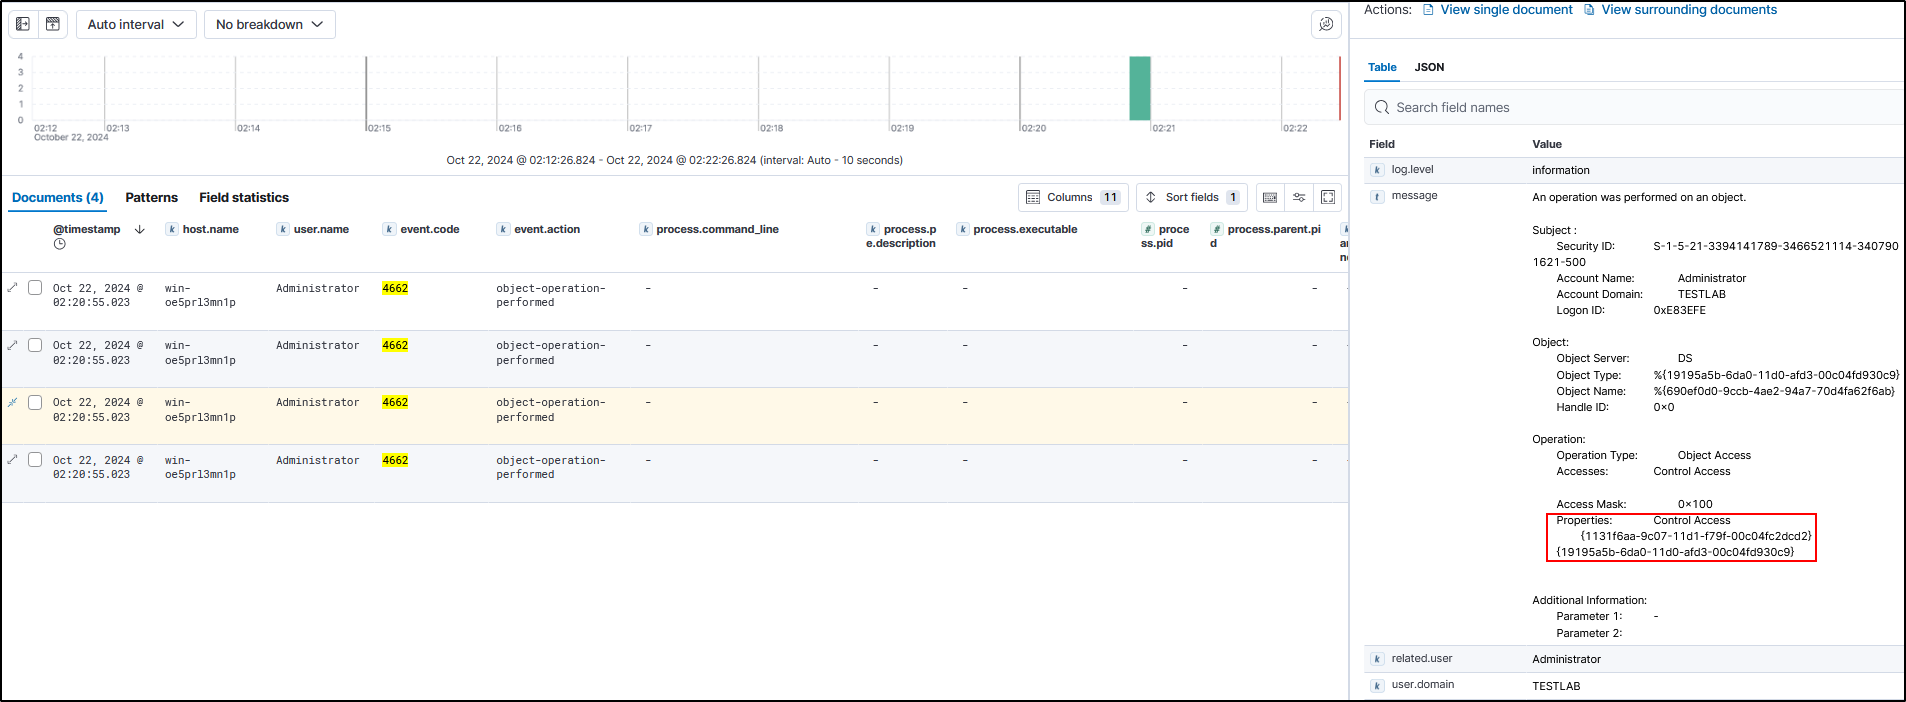 Auto interval
No breakdown
4
3
2
1
0
02:12 02:13 02:14 02:15 02:16 02:17 02:18 02:19 02:20 02:21 02:22
October 22, 2024
Oct 22, 2024 @ 02:12:26.824 - Oct 22, 2024 @ 02:22:26.824 (interval: Auto - 10 seconds)
Documents (4) Patterns Field statistics Columns 11 Sort fields 1
@timestamp k host.name k user.name k event.code k event.action k process.command_line k process.p k process.executable # proce # process.parent.pi k
e.description ss.pid d ar
nc
Oct 22, 2024 @ win- Administrator 4662 object-operation- - - - - - -
02:20:55.023 oe5prl3mn1p performed
Oct 22, 2024 @ win- Administrator 4662 object-operation- - - - - - -
02:20:55.023 oe5prl3mn1p performed
Oct 22, 2024 @ win- Administrator 4662 object-operation- - - - - -
02:20:55.023 oe5prl3mn1p performed
Oct 22, 2024 @ win- Administrator 4662 object-operation- - - - - - -
02:20:55.023 oe5prl3mn1p performed
Actions: View single document View surrounding documents
Table JSON
Search field names
Field Value
k log.level information
t message An operation was performed on an object.
Subject :
Security ID: S-1-5-21-3394141789-3466521114-340790
1621-500
Account Name: Administrator
Account Domain: TESTLAB
Logon ID: 0xE83EFE
Object:
Object Server: DS
Object Type: %{19195a5b-6da0-11d0-afd3-00c04fd930c9}
Object Name: %{690ef0d0-9ccb-4ae2-94a7-70d4fa62f6ab}
Handle ID: 0x0
Operation:
Operation Type: Object Access
Accesses: Control Access
Access Mask: 0x100
Properties: Control Access
{1131f6aa-9c07-11d1-f79f-00c04fc2dcd2}
{19195a5b-6da0-11d0-afd3-00c04fd930c9}
Additional Information:
Parameter 1: -
Parameter 2:
k related.user Administrator
k user.domain TESTLAB